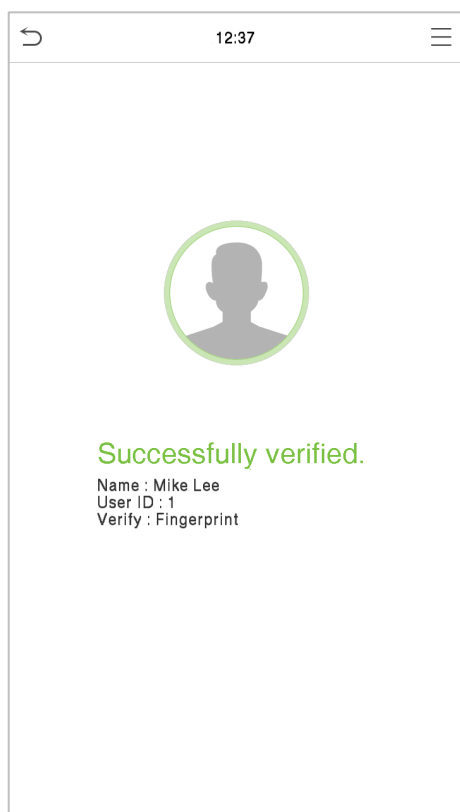 12:37
Successfully verified.
Name : Mike Lee
User ID : 1
Verify : Fingerprint